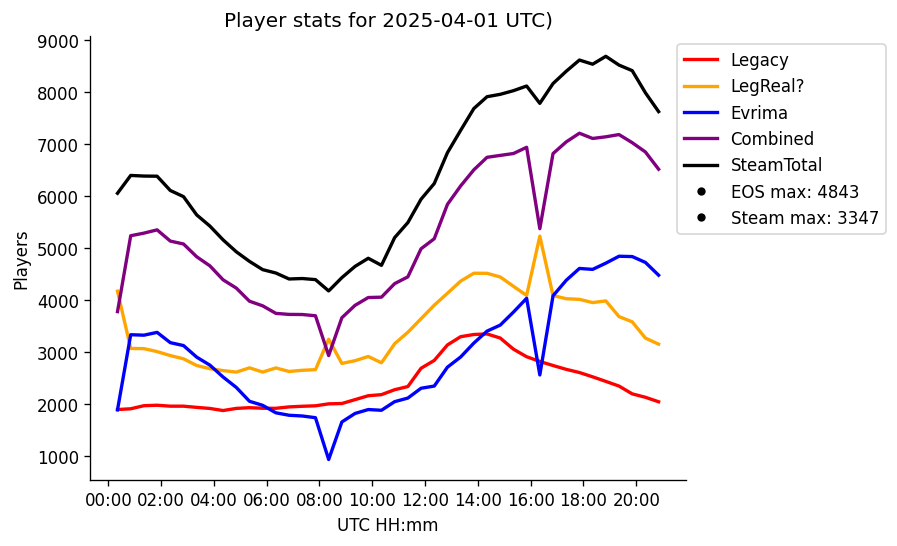 Player stats for 2025-04-01 UTC)
9000
8000
7000
6000
5000
4000
3000
2000
1000
Players
00:00 02:00 04:00 06:00 08:00 10:00 12:00 14:00 16:00 18:00 20:00
UTC HH:mm
Legacy
LegReal?
Evrima
Combined
SteamTotal
EOS max: 4843
Steam max: 3347